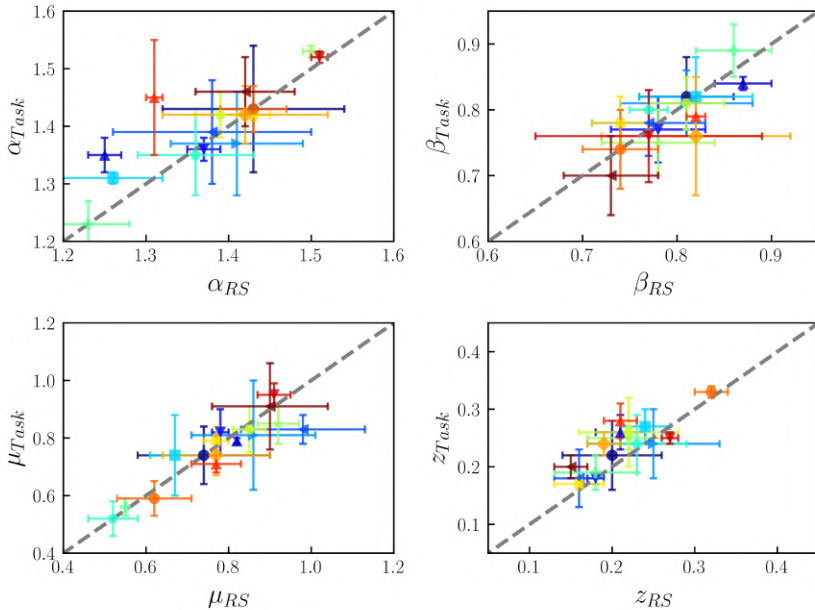 1.6
1.5
1.4
1.3
1.2
α_Task
1.2 1.3 1.4 1.5 1.6
α_RS
0.9
0.8
0.7
0.6
β_Task
0.6 0.7 0.8 0.9
β_RS
1.2
1.0
0.8
0.6
0.4
μ_Task
0.4 0.6 0.8 1.0 1.2
μ_RS
0.4
0.3
0.2
0.1
z_Task
0.1 0.2 0.3 0.4
z_RS